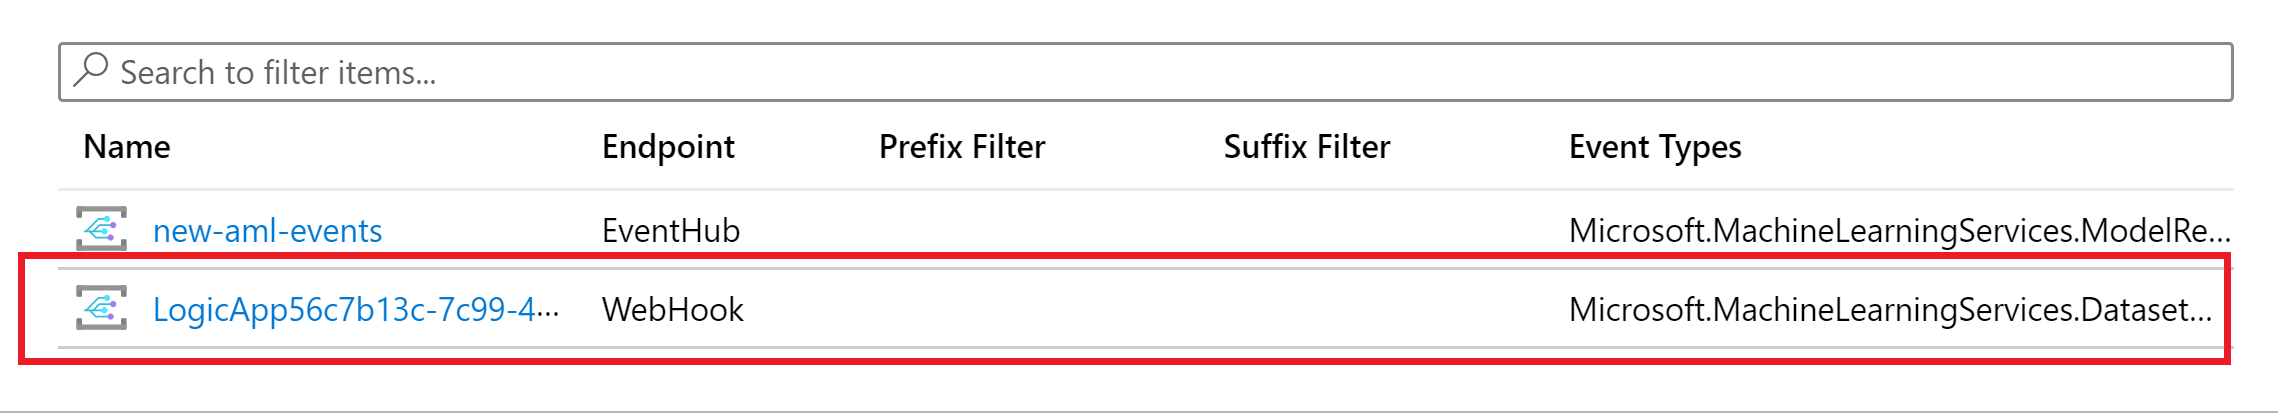 Search to filter items...
Name Endpoint Prefix Filter Suffix Filter Event Types
new-aml-events EventHub Microsoft.MachineLearningServices.ModelRe...
LogicApp56c7b13c-7c99-4... WebHook Microsoft.MachineLearningServices.Dataset...